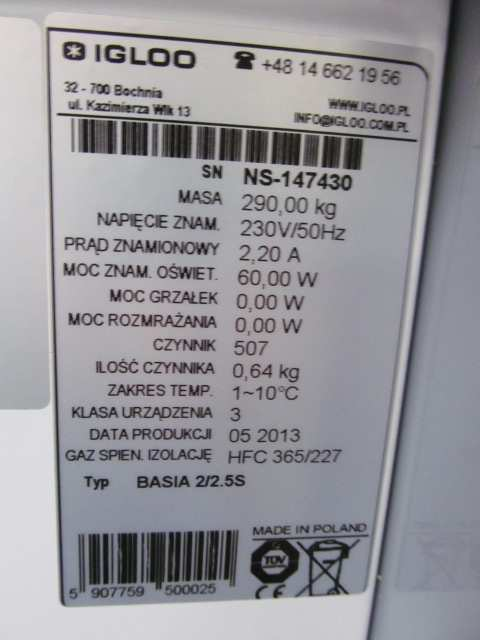 IGLOO
+48 14 662 19 56
32 - 700 Bochnia
ul. Kazimierza Wlk 13
WWW.IGLOO.PL
INFO@IGLOO.COM.PL
SN NS-147430
MASA 290,00 kg
NAPIĘCIE ZNAM. 230V/50Hz
PRĄD ZNAMIONOWY 2,20 A
MOC ZNAM. OŚWIET. 60,00 W
MOC GRZAŁEK 0,00 W
MOC ROZMRAŻANIA 0,00 W
CZYNNIK 507
ILOŚĆ CZYNNIKA 0,64 kg
ZAKRES TEMP. 1~10°C
KLASA URZĄDZENIA 3
DATA PRODUKCJI 05 2013
GAZ SPIEN. IZOLACJĘ HFC 365/227
Typ BASIA 2/2.5S
MADE IN POLAND
TÜV
CE
5 907759 500025